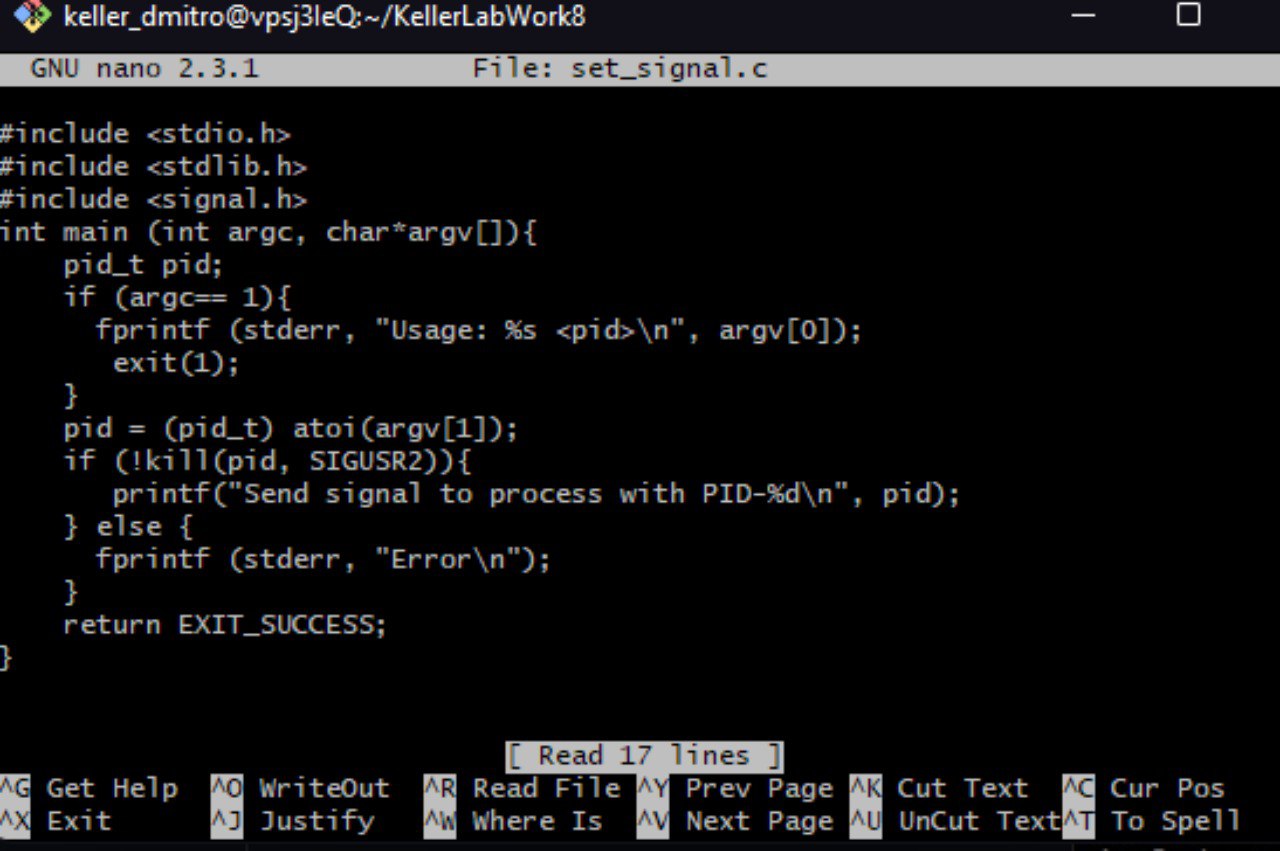 keller_dmitro@vpsj3leQ:~/KellerLabWork8
GNU nano 2.3.1 File: set_signal.c
#include <stdio.h>
#include <stdlib.h>
#include <signal.h>
int main (int argc, char*argv[]){
    pid_t pid;
    if (argc== 1){
      fprintf (stderr, "Usage: %s <pid>\n", argv[0]);
       exit(1);
    }
    pid = (pid_t) atoi(argv[1]);
    if (!kill(pid, SIGUSR2)){
       printf("Send signal to process with PID-%d\n", pid);
    } else {
      fprintf (stderr, "Error\n");
    }
    return EXIT_SUCCESS;
}
[ Read 17 lines ]
^G Get Help ^O WriteOut ^R Read File ^Y Prev Page ^K Cut Text ^C Cur Pos
^X Exit ^J Justify ^W Where Is ^V Next Page ^U UnCut Text^T To Spell